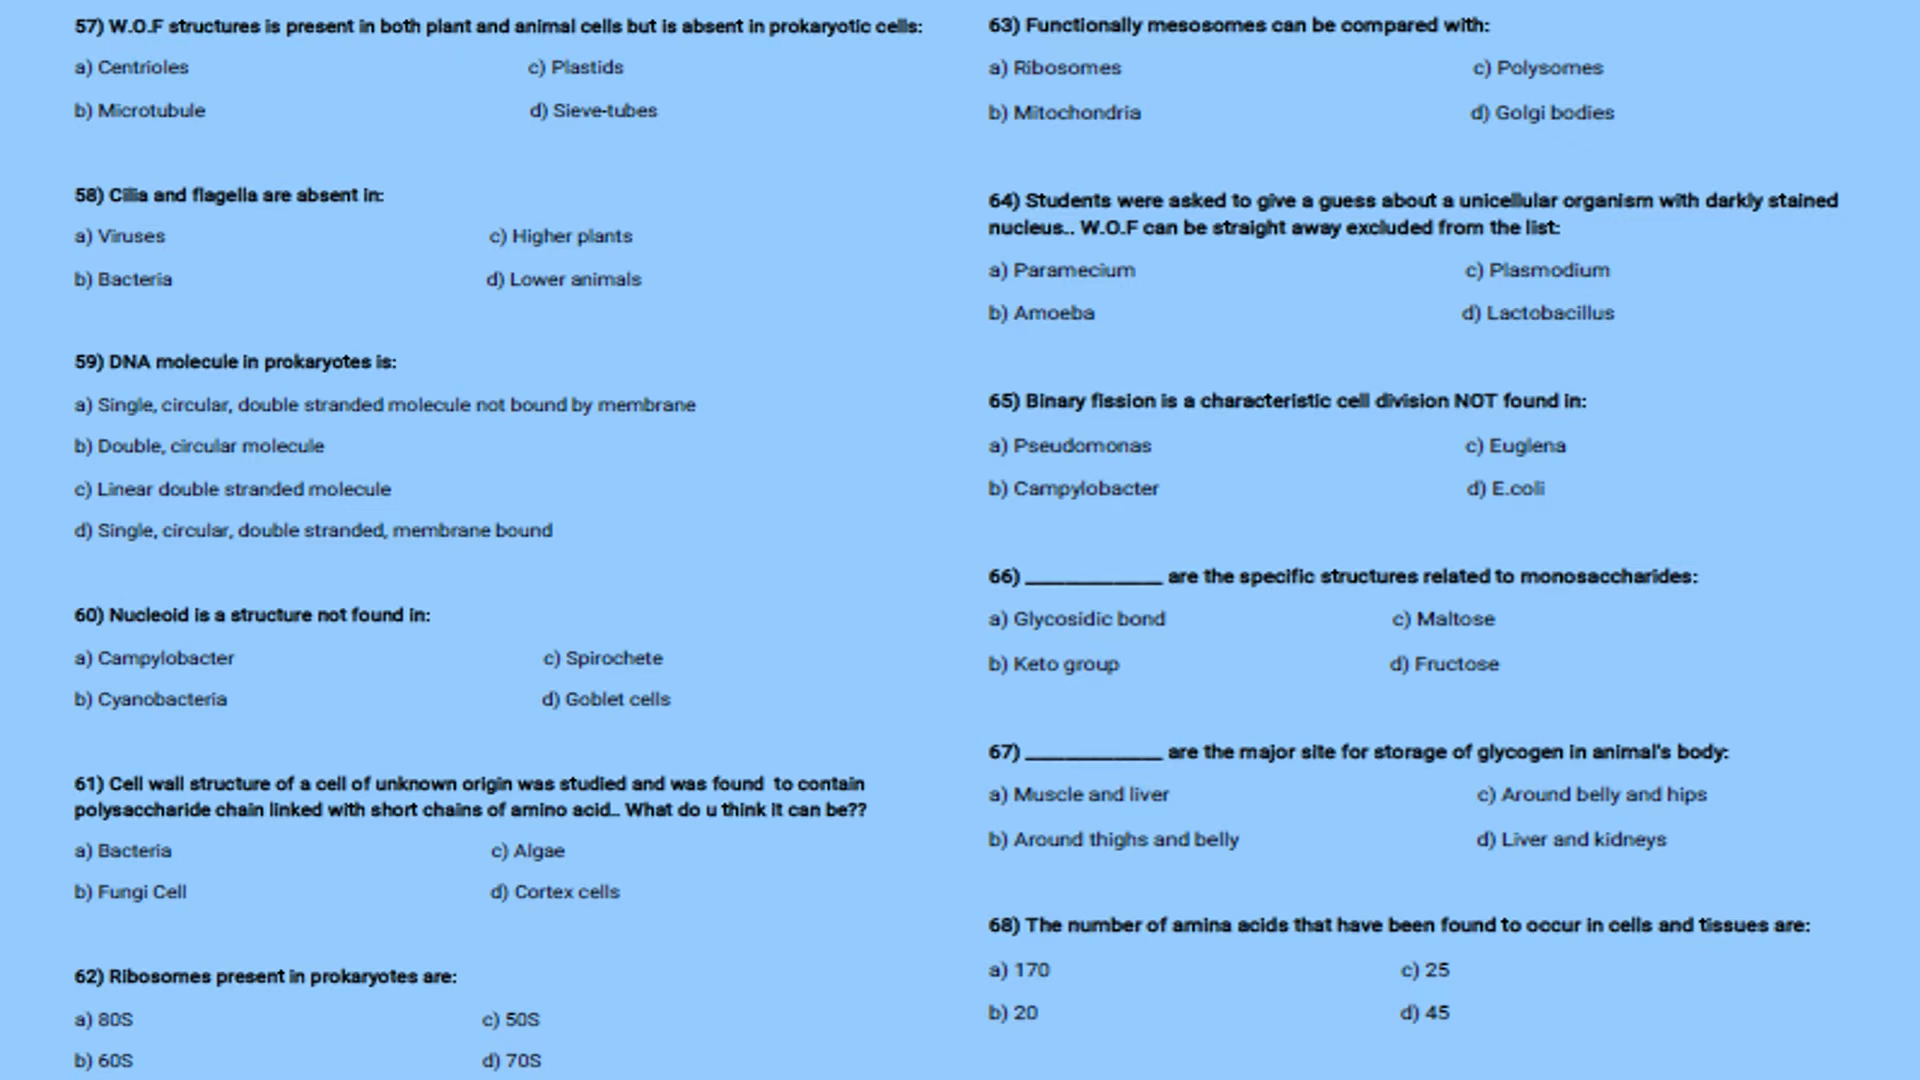 57) W.O.F structures is present in both plant and animal cells but is absent in prokaryotic cells:
a) Centrioles c) Plastids
b) Microtubule d) Sieve-tubes
58) Cilia and flagella are absent in:
a) Viruses c) Higher plants
b) Bacteria d) Lower animals
59) DNA molecule in prokaryotes is:
a) Single, circular, double stranded molecule not bound by membrane
b) Double, circular molecule
c) Linear double stranded molecule
d) Single, circular, double stranded, membrane bound
60) Nucleoid is a structure not found in:
a) Campylobacter c) Spirochete
b) Cyanobacteria d) Goblet cells
61) Cell wall structure of a cell of unknown origin was studied and was found to contain
polysaccharide chain linked with short chains of amino acid.. What do u think it can be??
a) Bacteria c) Algae
b) Fungi Cell d) Cortex cells
62) Ribosomes present in prokaryotes are:
a) 80S c) 50S
b) 60S d) 70S
63) Functionally mesosomes can be compared with:
a) Ribosomes c) Polysomes
b) Mitochondria d) Golgi bodies
64) Students were asked to give a guess about a unicellular organism with darkly stained
nucleus.. W.O.F can be straight away excluded from the list:
a) Paramecium c) Plasmodium
b) Amoeba d) Lactobacillus
65) Binary fission is a characteristic cell division NOT found in:
a) Pseudomonas c) Euglena
b) Campylobacter d) E.coli
66) _____________ are the specific structures related to monosaccharides:
a) Glycosidic bond c) Maltose
b) Keto group d) Fructose
67) _____________ are the major site for storage of glycogen in animal's body:
a) Muscle and liver c) Around belly and hips
b) Around thighs and belly d) Liver and kidneys
68) The number of amina acids that have been found to occur in cells and tissues are:
a) 170 c) 25
b) 20 d) 45